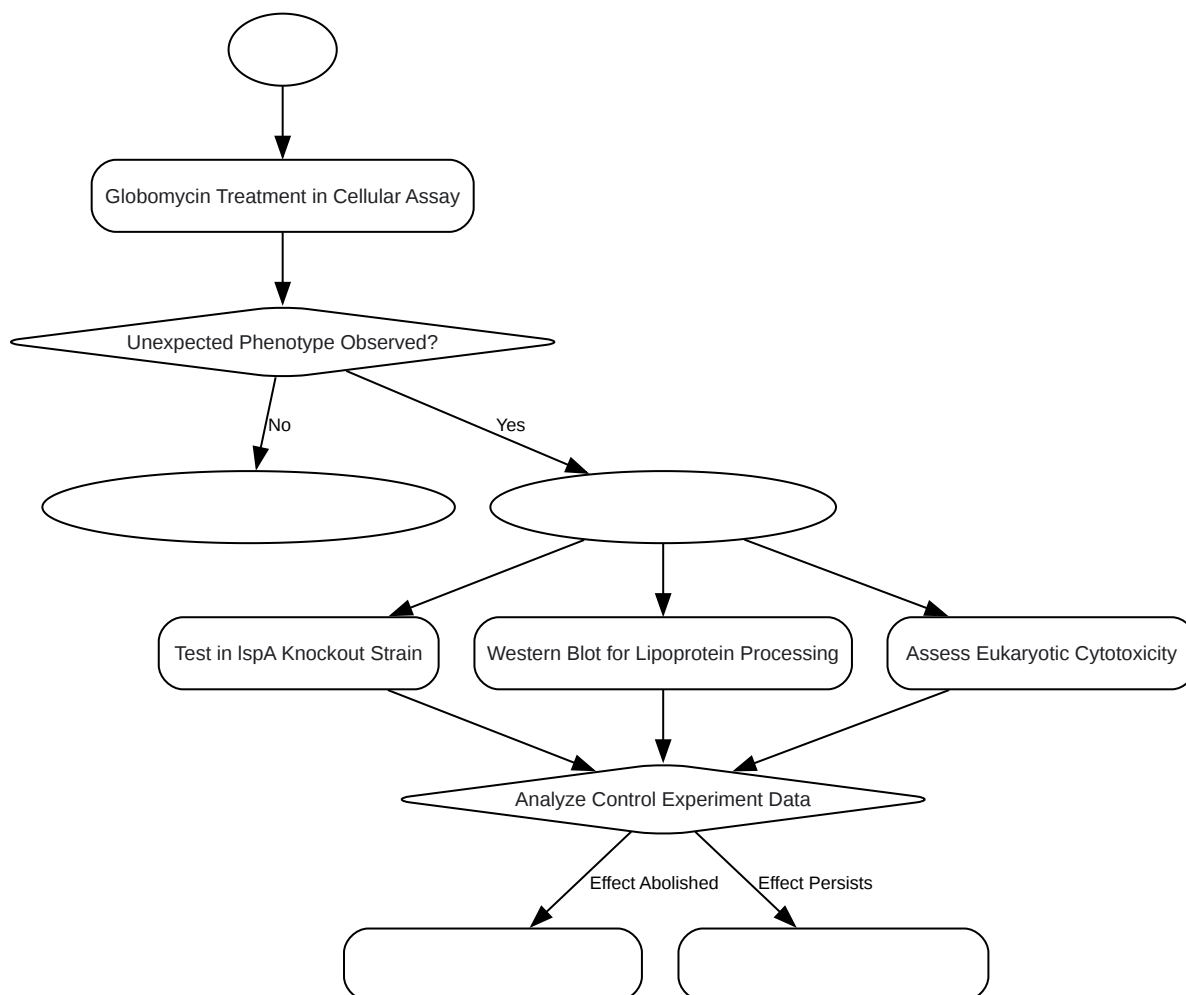 Globomycin Treatment in Cellular Assay
Unexpected Phenotype Observed?
No
Yes
Test in lspA Knockout Strain
Western Blot for Lipoprotein Processing
Assess Eukaryotic Cytotoxicity
Analyze Control Experiment Data
Effect Abolished
Effect Persists